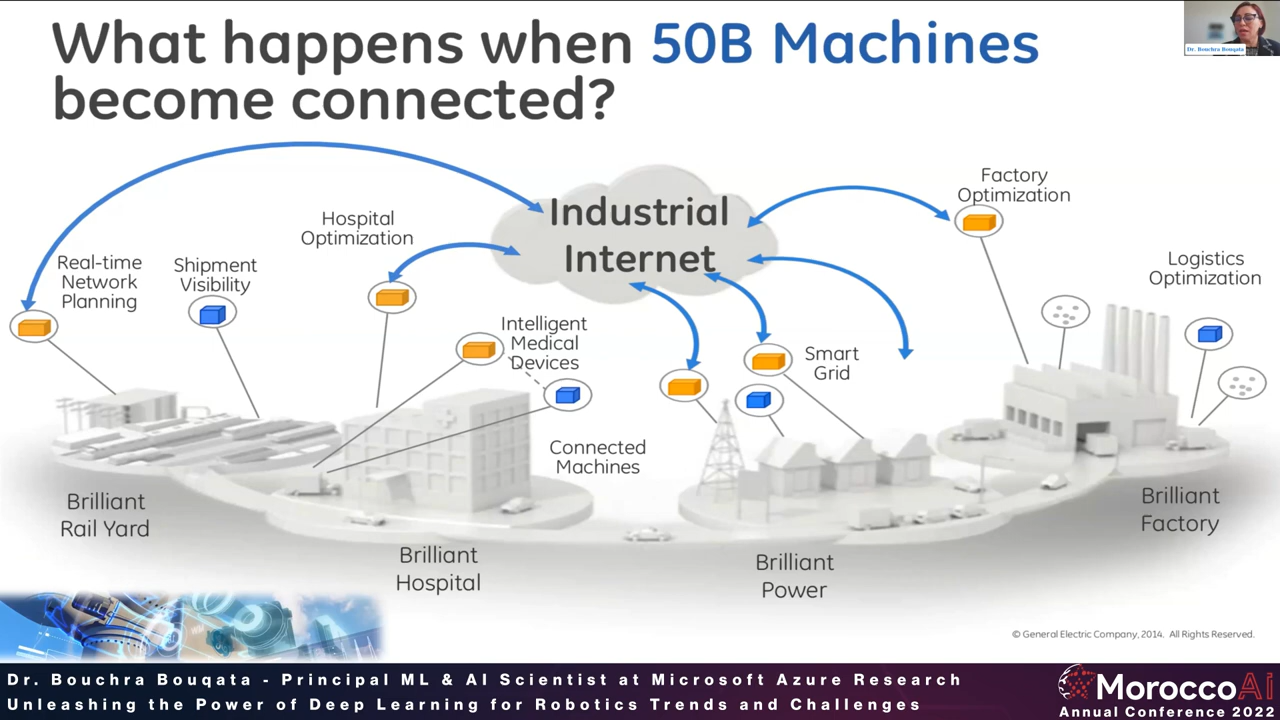 What happens when 50B Machines
become connected?
Dr. Bouchra Bouqata
Industrial
Internet
Factory
Optimization
Hospital
Optimization
Real-time
Network
Planning
Shipment
Visibility
Logistics
Optimization
Intelligent
Medical
Devices
Smart
Grid
Connected
Machines
Brilliant
Rail Yard
Brilliant
Hospital
Brilliant
Power
Brilliant
Factory
© General Electric Company, 2014. All Rights Reserved.
Dr. Bouchra Bouqata - Principal ML & AI Scientist at Microsoft Azure Research
Unleashing the Power of Deep Learning for Robotics Trends and Challenges
MoroccoAi
Annual Conference 2022